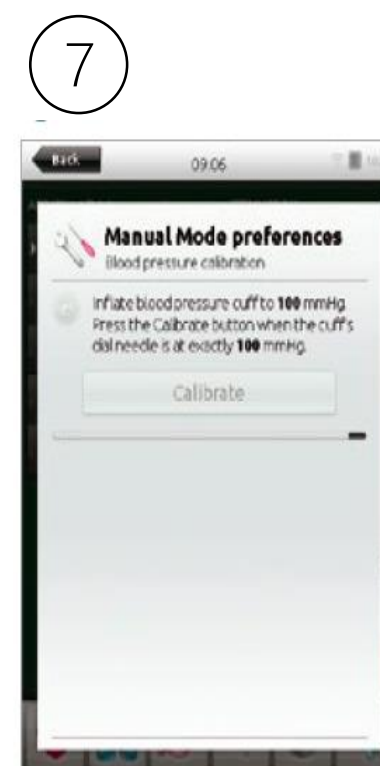 7
Back
09:06
Manual Mode preferences
Blood pressure calibration
Inflate blood pressure cuff to 100 mmHg
Press the Calibrate button when the cuff's
dial needle is at exactly 100 mmHg.
Calibrate